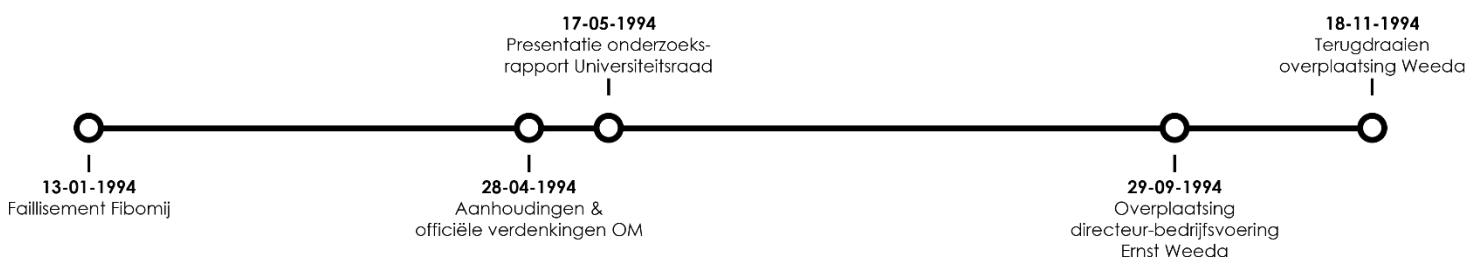 13-01-1994
Faillisement Fibomij
28-04-1994
Aanhoudingen &
officiële verdenkingen OM
17-05-1994
Presentatie onderzoeks-
rapport Universiteitsraad
29-09-1994
Overplaatsing
directeur-bedrijfsvoering
Ernst Weeda
18-11-1994
Terugdraaien
overplaatsing Weeda